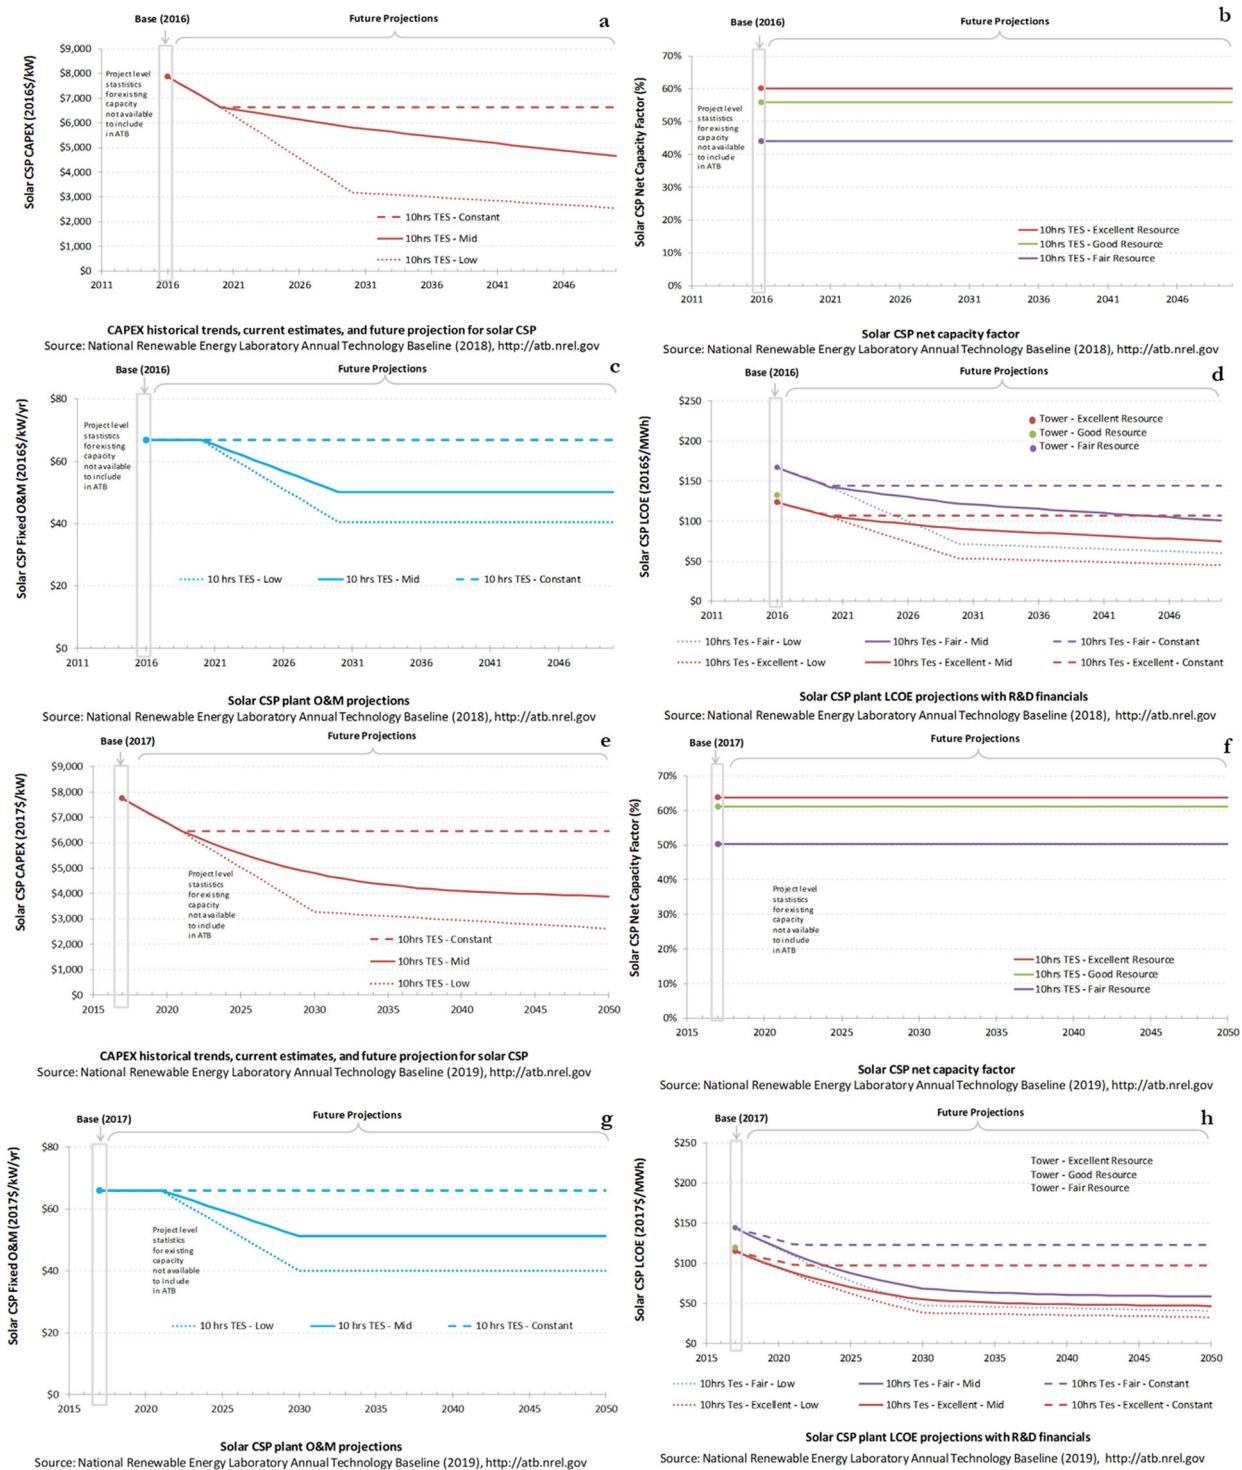 Base (2016)
Future Projections
a
Solar CSP CAPEX (2016$/kW)
$9,000
$8,000
$7,000
$6,000
$5,000
$4,000
$3,000
$2,000
$1,000
$0
Project level
stastistics
for existing
capacity
not available
to include
in ATB
10hrs TES - Constant
10hrs TES - Mid
10hrs TES - Low
2011 2016 2021 2026 2031 2036 2041 2046
CAPEX historical trends, current estimates, and future projection for solar CSP
Source: National Renewable Energy Laboratory Annual Technology Baseline (2018), http://atb.nrel.gov
Base (2016)
Future Projections
b
Solar CSP Net Capacity Factor (%)
70%
60%
50%
40%
30%
20%
10%
0%
Project level
stastistics
for existing
capacity
not available
to include
in ATB
10hrs TES - Excellent Resource
10hrs TES - Good Resource
10hrs TES - Fair Resource
2011 2016 2021 2026 2031 2036 2041 2046
Solar CSP net capacity factor
Source: National Renewable Energy Laboratory Annual Technology Baseline (2018), http://atb.nrel.gov
Base (2016)
Future Projections
c
Solar CSP Fixed O&M (2016$/kW/yr)
$80
$60
$40
$20
$0
Project level
stastistics
for existing
capacity
not available
to include
in ATB
10 hrs TES - Low 10 hrs TES - Mid 10 hrs TES - Constant
2011 2016 2021 2026 2031 2036 2041 2046
Solar CSP plant O&M projections
Source: National Renewable Energy Laboratory Annual Technology Baseline (2018), http://atb.nrel.gov
Base (2016)
Future Projections
d
Solar CSP LCOE (2016$/MWh)
$250
$200
$150
$100
$50
$0
Tower - Excellent Resource
Tower - Good Resource
Tower - Fair Resource
2011 2016 2021 2026 2031 2036 2041 2046
10hrs Tes - Fair - Low 10hrs Tes - Fair - Mid 10hrs Tes - Fair - Constant
10hrs Tes - Excellent - Low 10hrs Tes - Excellent - Mid 10hrs Tes - Excellent - Constant
Solar CSP plant LCOE projections with R&D financials
Source: National Renewable Energy Laboratory Annual Technology Baseline (2018), http://atb.nrel.gov
Base (2017)
Future Projections
e
Solar CSP CAPEX (2017$/kW)
$9,000
$8,000
$7,000
$6,000
$5,000
$4,000
$3,000
$2,000
$1,000
$0
Project level
stastistics
for existing
capacity
not available
to include
in ATB
10hrs TES - Constant
10hrs TES - Mid
10hrs TES - Low
2015 2020 2025 2030 2035 2040 2045 2050
CAPEX historical trends, current estimates, and future projection for solar CSP
Source: National Renewable Energy Laboratory Annual Technology Baseline (2019), http://atb.nrel.gov
Base (2017)
Future Projections
f
Solar CSP Net Capacity Factor (%)
70%
60%
50%
40%
30%
20%
10%
0%
Project level
stastistics
for existing
capacity
not available
to include
in ATB
10hrs TES - Excellent Resource
10hrs TES - Good Resource
10hrs TES - Fair Resource
2015 2020 2025 2030 2035 2040 2045 2050
Solar CSP net capacity factor
Source: National Renewable Energy Laboratory Annual Technology Baseline (2019), http://atb.nrel.gov
Base (2017)
Future Projections
g
Solar CSP Fixed O&M (2017$/kW/yr)
$80
$60
$40
$20
$0
Project level
stastistics
for existing
capacity
not available
to include
in ATB
10 hrs TES - Low 10 hrs TES - Mid 10 hrs TES - Constant
2015 2020 2025 2030 2035 2040 2045 2050
Solar CSP plant O&M projections
Source: National Renewable Energy Laboratory Annual Technology Baseline (2019), http://atb.nrel.gov
Base (2017)
Future Projections
h
Solar CSP LCOE (2017$/MWh)
$250
$200
$150
$100
$50
$0
Tower - Excellent Resource
Tower - Good Resource
Tower - Fair Resource
2015 2020 2025 2030 2035 2040 2045 2050
10hrs Tes - Fair - Low 10hrs Tes - Fair - Mid 10hrs Tes - Fair - Constant
10hrs Tes - Excellent - Low 10hrs Tes - Excellent - Mid 10hrs Tes - Excellent - Constant
Solar CSP plant LCOE projections with R&D financials
Source: National Renewable Energy Laboratory Annual Technology Baseline (2019), http://atb.nrel.gov